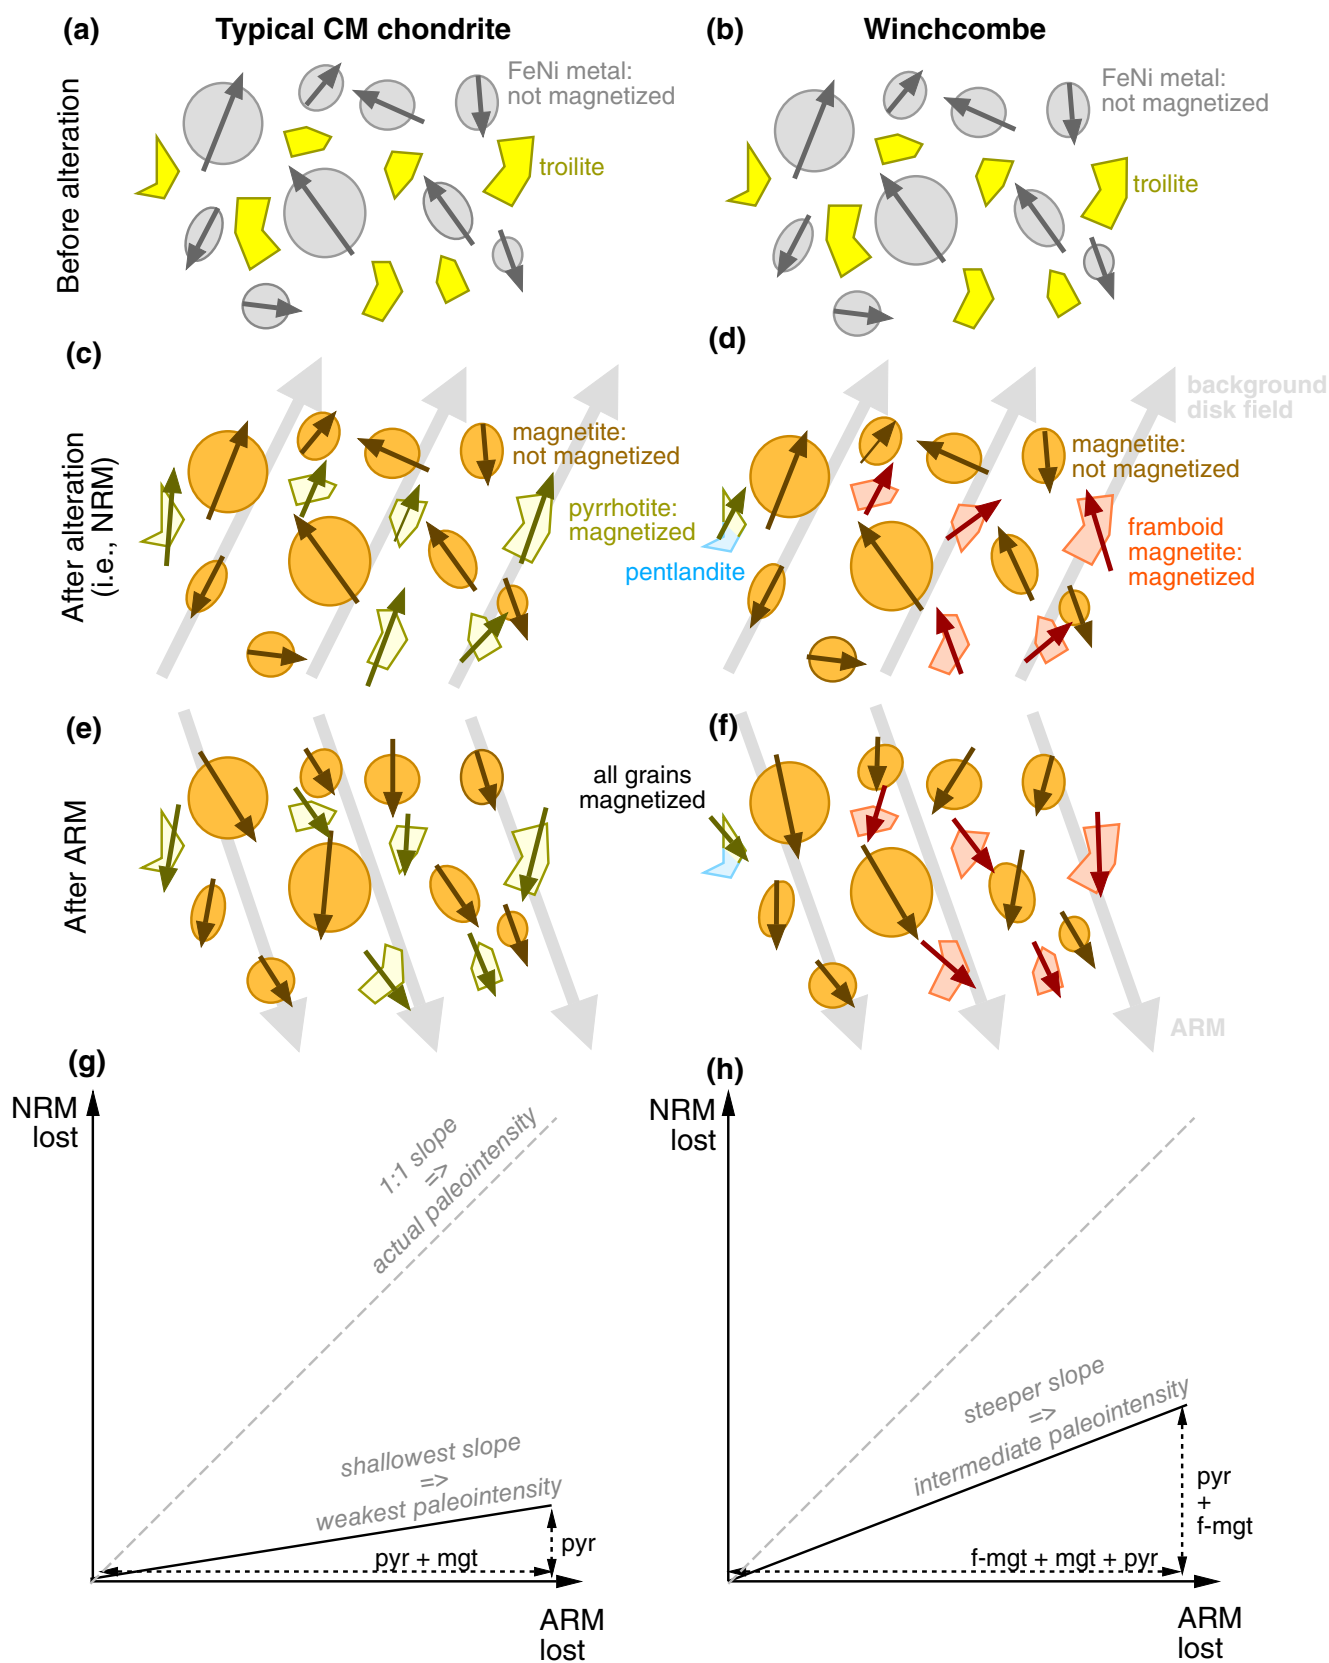 (a)
Typical CM chondrite
(b)
Winchcombe
Before alteration
FeNi metal:
not magnetized
troilite
FeNi metal:
not magnetized
troilite
(c)
(d)
After alteration
(i.e., NRM)
magnetite:
not magnetized
pyrrhotite:
magnetized
pentlandite
background
disk field
magnetite:
not magnetized
framboid
magnetite:
magnetized
(e)
(f)
After ARM
all grains
magnetized
ARM
(g)
NRM
lost
1:1 slope
=>
actual paleointensity
shallowest slope
=>
weakest paleointensity
pyr + mgt
pyr
ARM
lost
(h)
NRM
lost
steeper slope
=>
intermediate paleointensity
pyr
+
f-mgt
f-mgt + mgt + pyr
ARM
lost